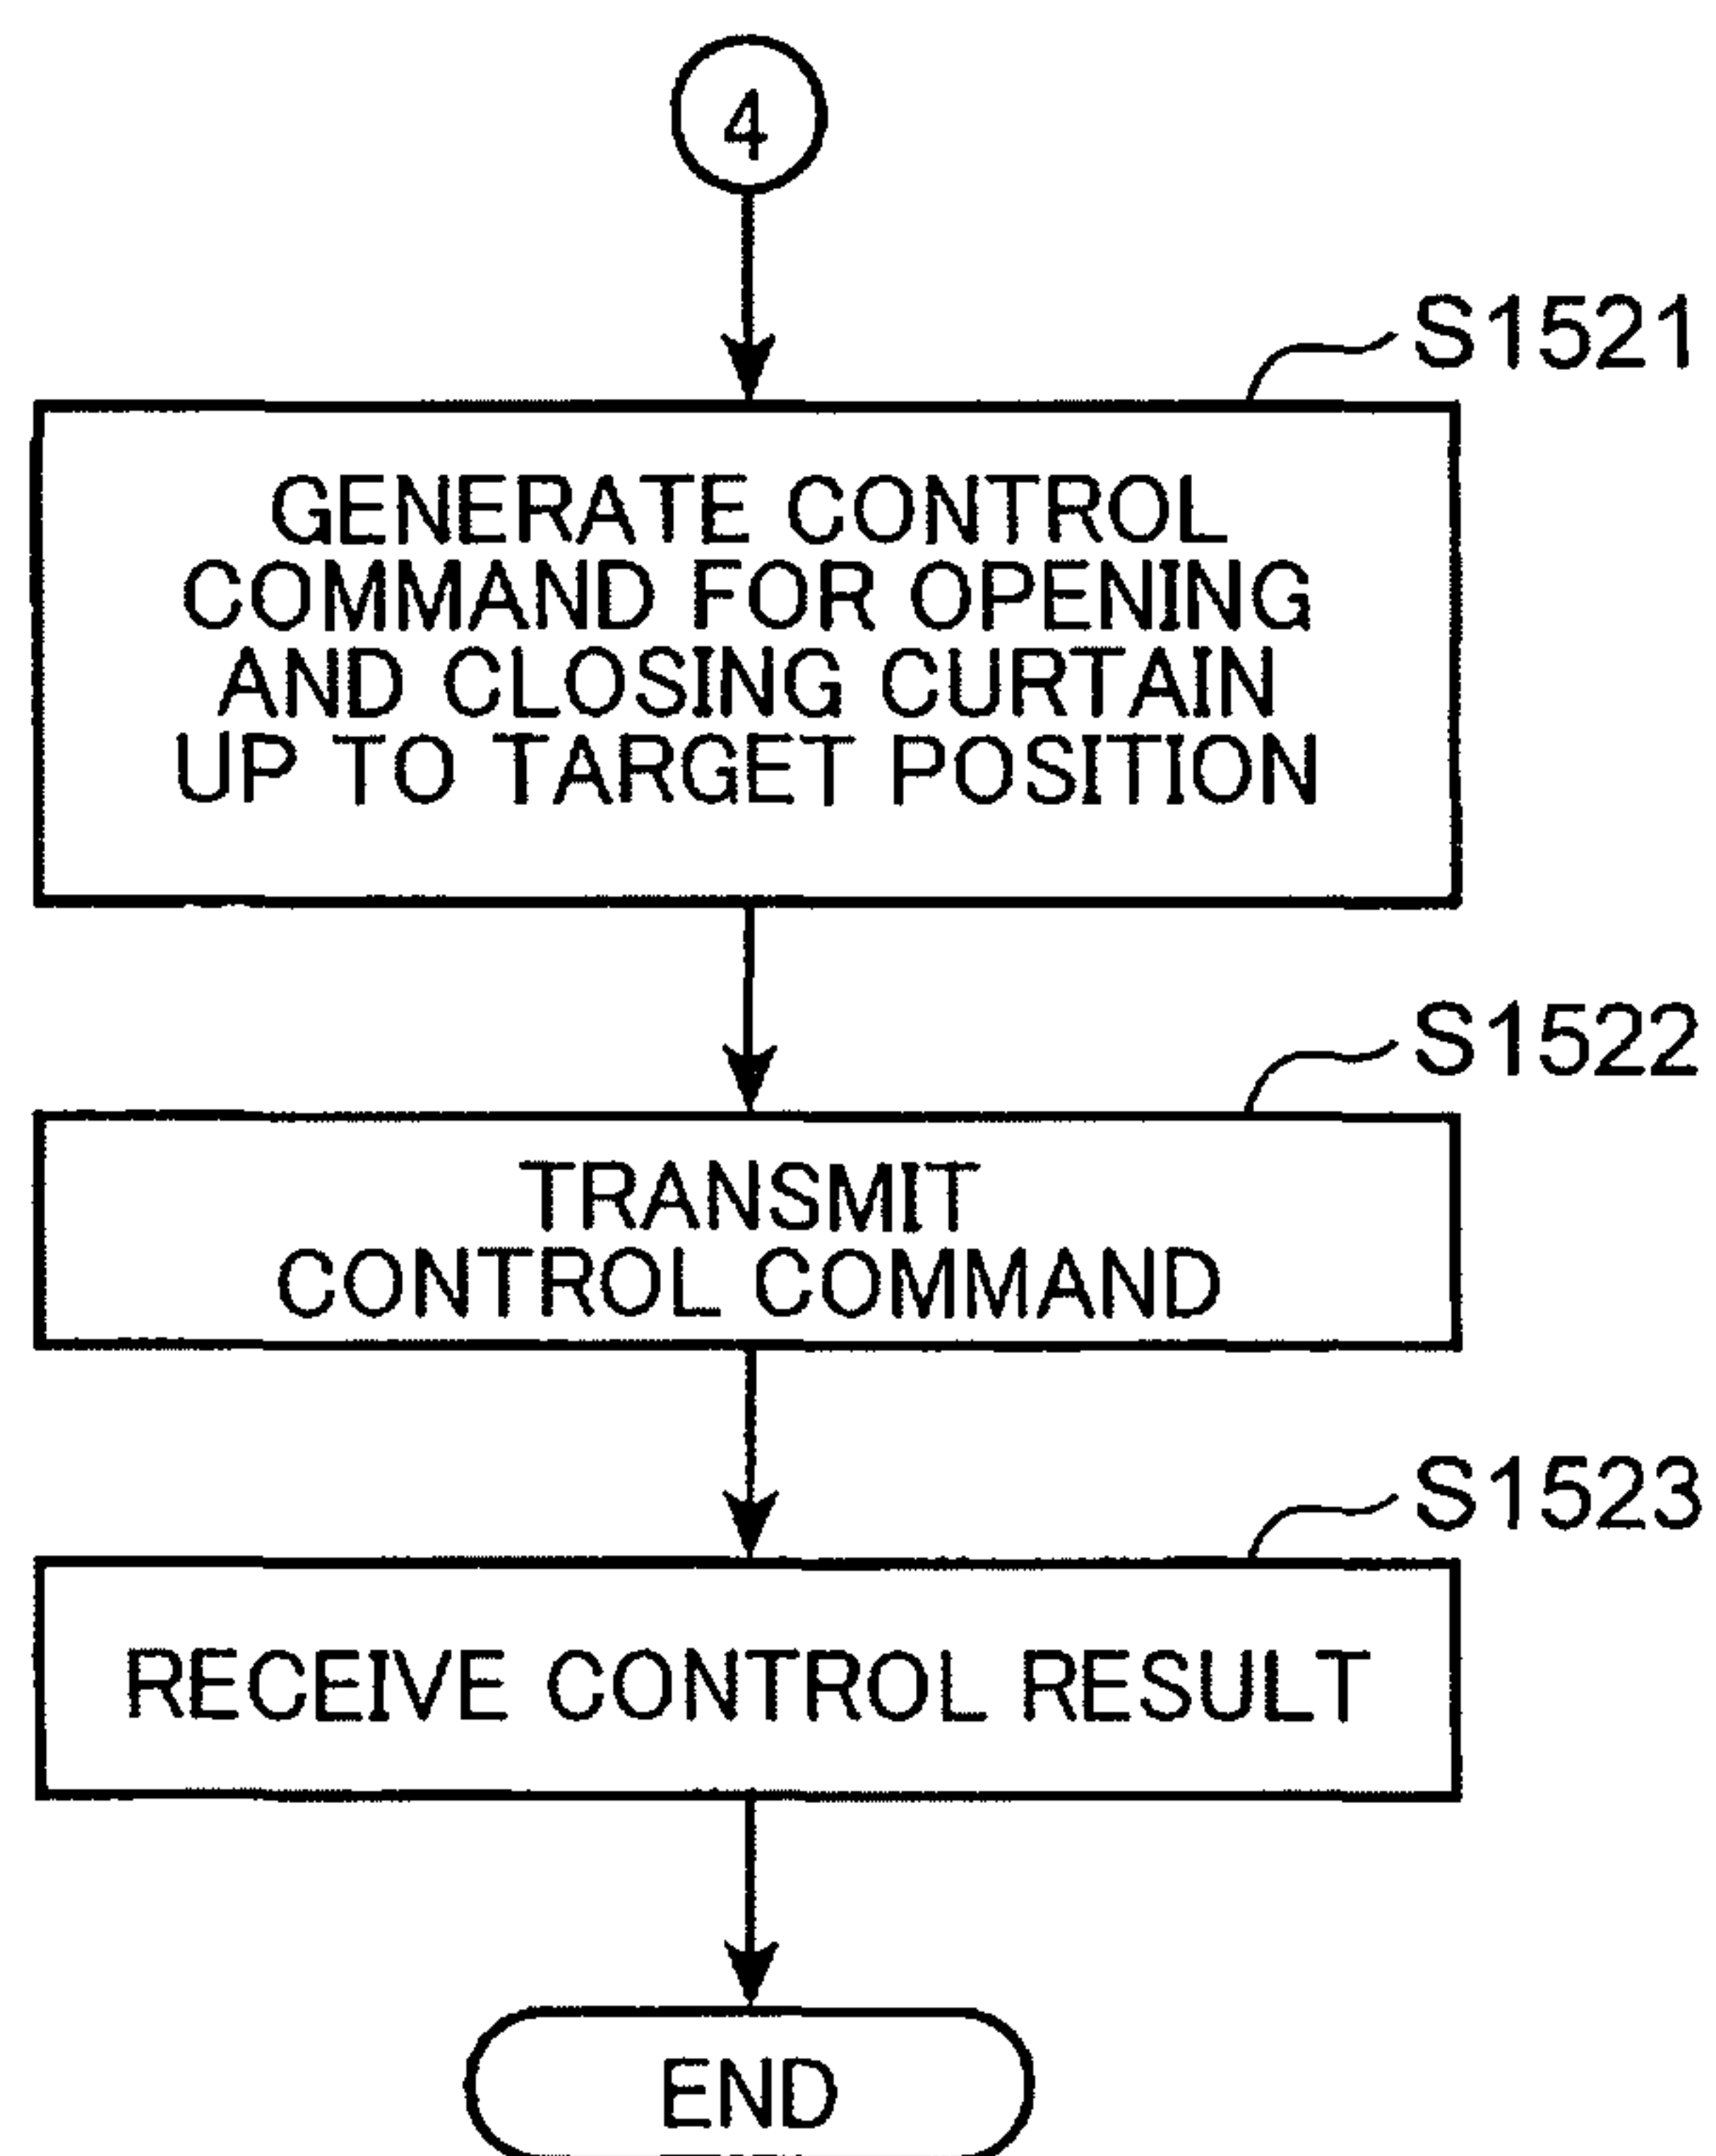 4
S1521
GENERATE CONTROL
COMMAND FOR OPENING
AND CLOSING CURTAIN
UP TO TARGET POSITION
S1522
TRANSMIT
CONTROL COMMAND
S1523
RECEIVE CONTROL RESULT
END